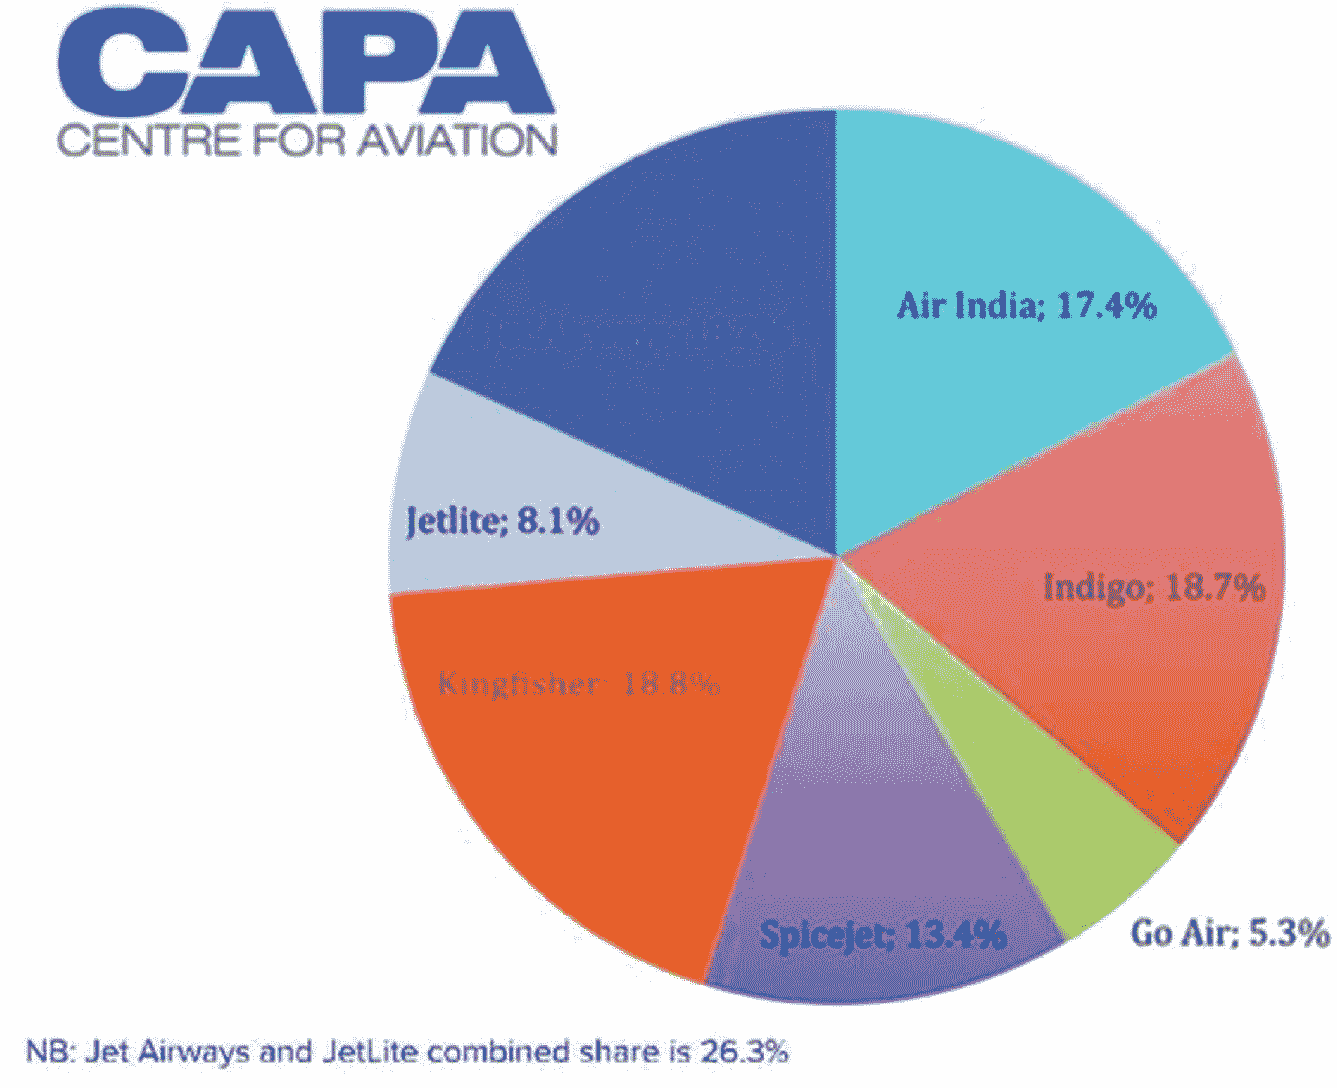 CAPA
CENTRE FOR AVIATION
Air India; 17.4%
Indigo; 18.7%
Jetlite; 8.1%
Kingfisher; 18.8%
Spicejet; 13.4%
Go Air; 5.3%
NB: Jet Airways and JetLite combined share is 26.3%